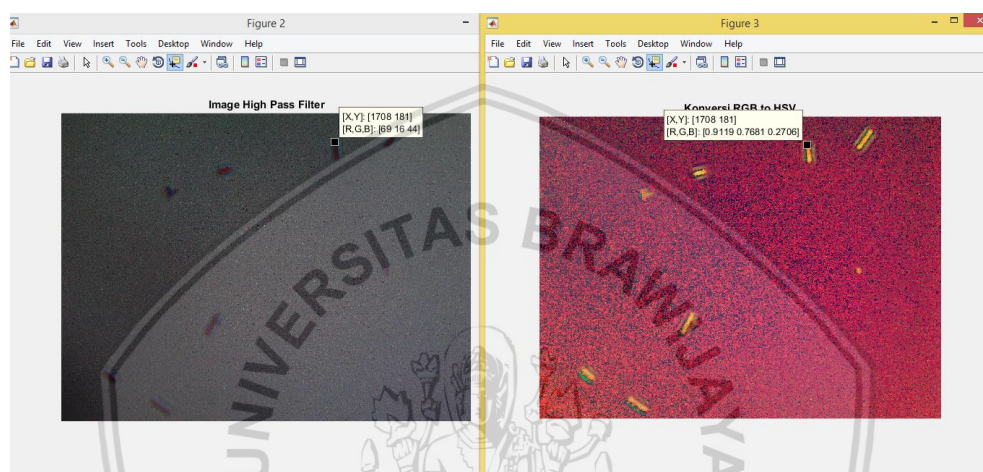 Figure 2
File Edit View Insert Tools Desktop Window Help
Image High Pass Filter
[X,Y]: [1708 181]
[R,G,B]: [69 16 44]
Figure 3
File Edit View Insert Tools Desktop Window Help
Konversi RGB to HSV
[X,Y]: [1708 181]
[R,G,B]: [0.9119 0.7681 0.2706]
UNIVERSITAS BRAWIJAYA